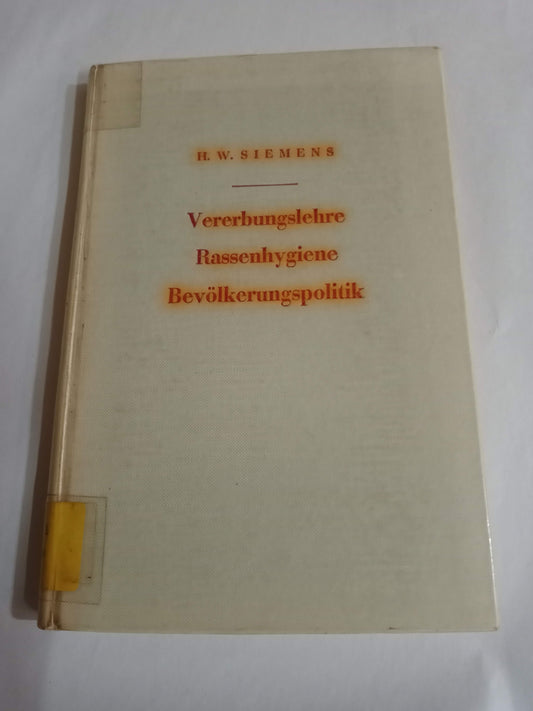 H. W. SIEMENS
Vererbungslehre
Rassenhygiene
Bevölkerungspolitik